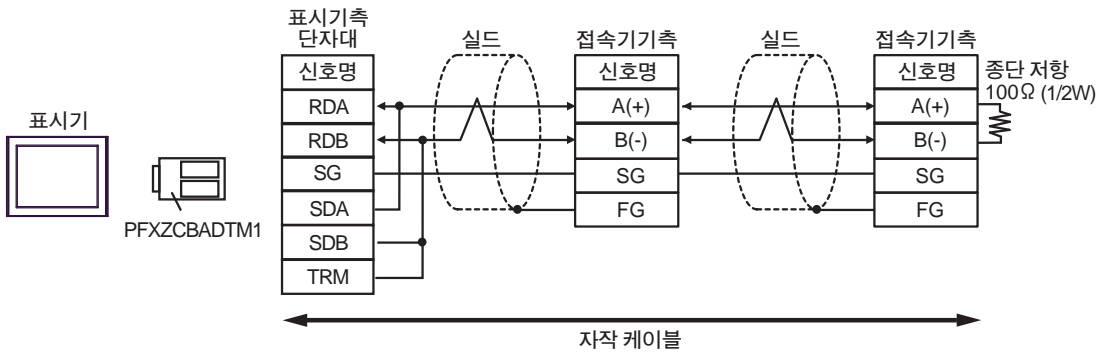 표시기
PFXZCBADTM1
표시기측
단자대
신호명
RDA
RDB
SG
SDA
SDB
TRM
실드
접속기기측
신호명
A(+)
B(-)
SG
FG
실드
접속기기측
신호명
A(+)
B(-)
SG
FG
종단 저항
100Ω (1/2W)
자작 케이블